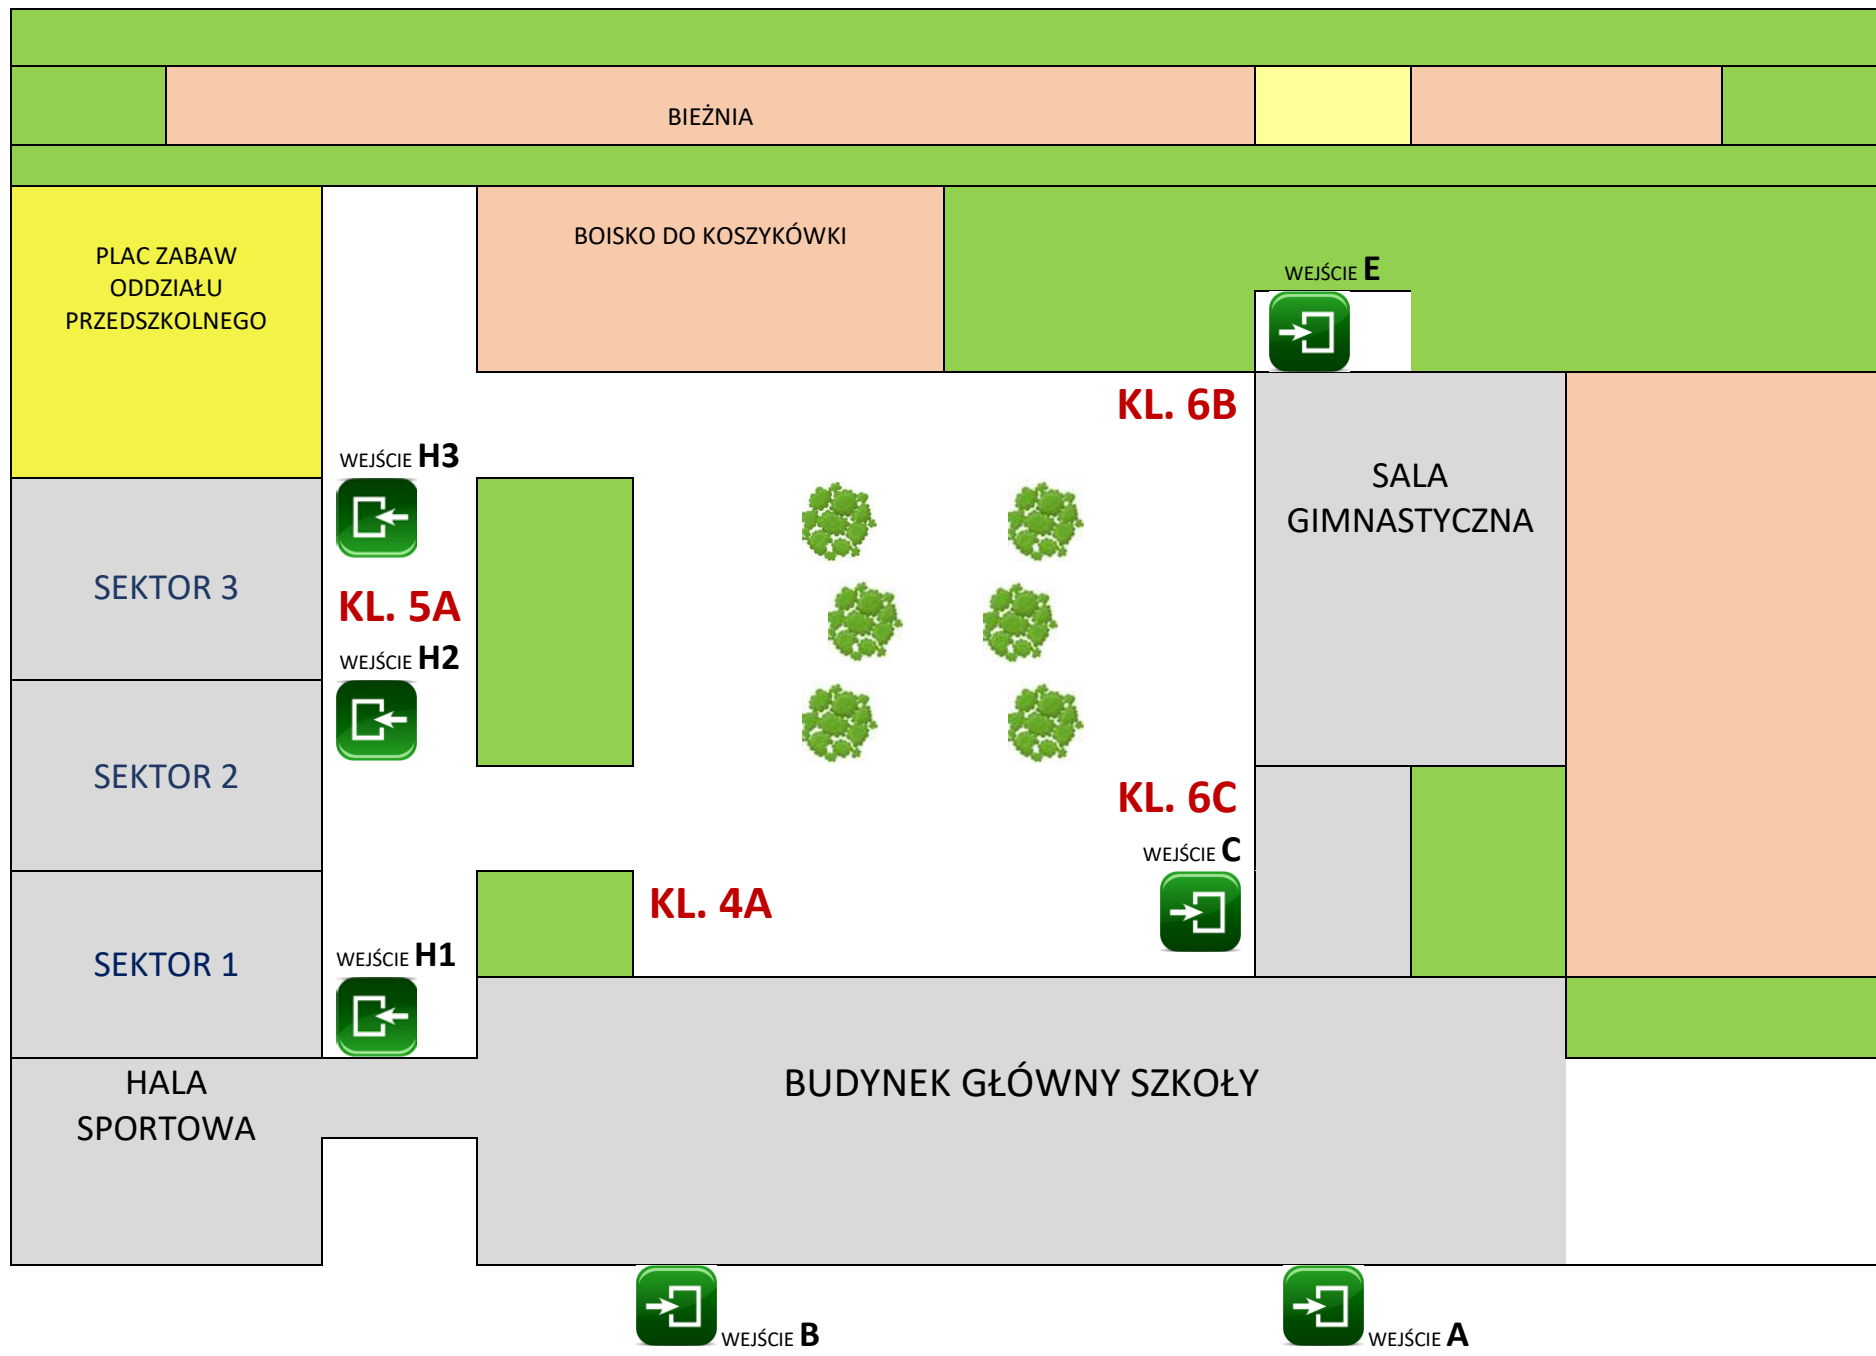 BIEŻNIA
PLAC ZABAW
ODDZIAŁU
PRZEDSZKOLNEGO
BOISKO DO KOSZYKÓWKI
WEJŚCIE E
KL. 6B
WEJŚCIE H3
SALA
GIMNASTYCZNA
SEKTOR 3
KL. 5A
WEJŚCIE H2
SEKTOR 2
KL. 6C
WEJŚCIE C
KL. 4A
SEKTOR 1
WEJŚCIE H1
HALA
SPORTOWA
BUDYNEK GŁÓWNY SZKOŁY
WEJŚCIE B
WEJŚCIE A